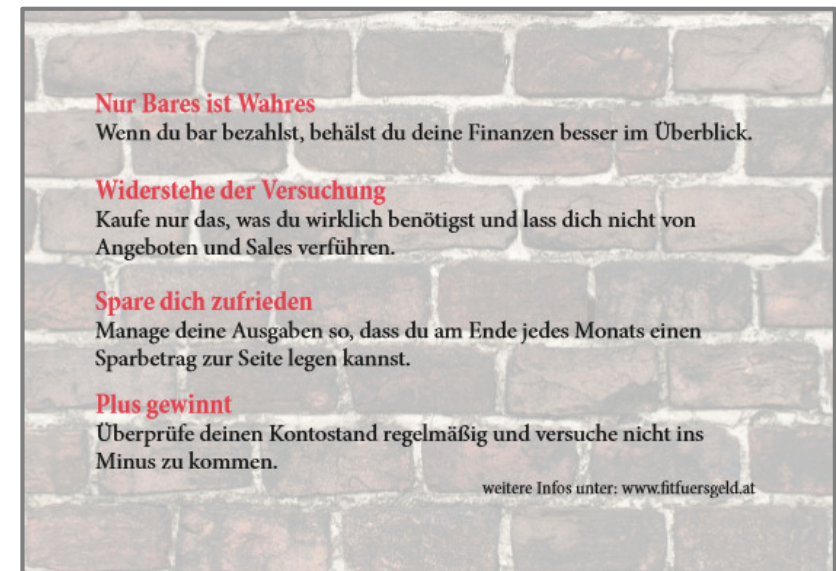 Nur Bares ist Wahres
Wenn du bar bezahlst, behälst du deine Finanzen besser im Überblick.
Widerstehe der Versuchung
Kaufe nur das, was du wirklich benötigst und lass dich nicht von
Angeboten und Sales verführen.
Spare dich zufrieden
Manage deine Ausgaben so, dass du am Ende jedes Monats einen
Sparbetrag zur Seite legen kannst.
Plus gewinnt
Überprüfe deinen Kontostand regelmäßig und versuche nicht ins
Minus zu kommen.
weitere Infos unter: www.fitfuersgeld.at